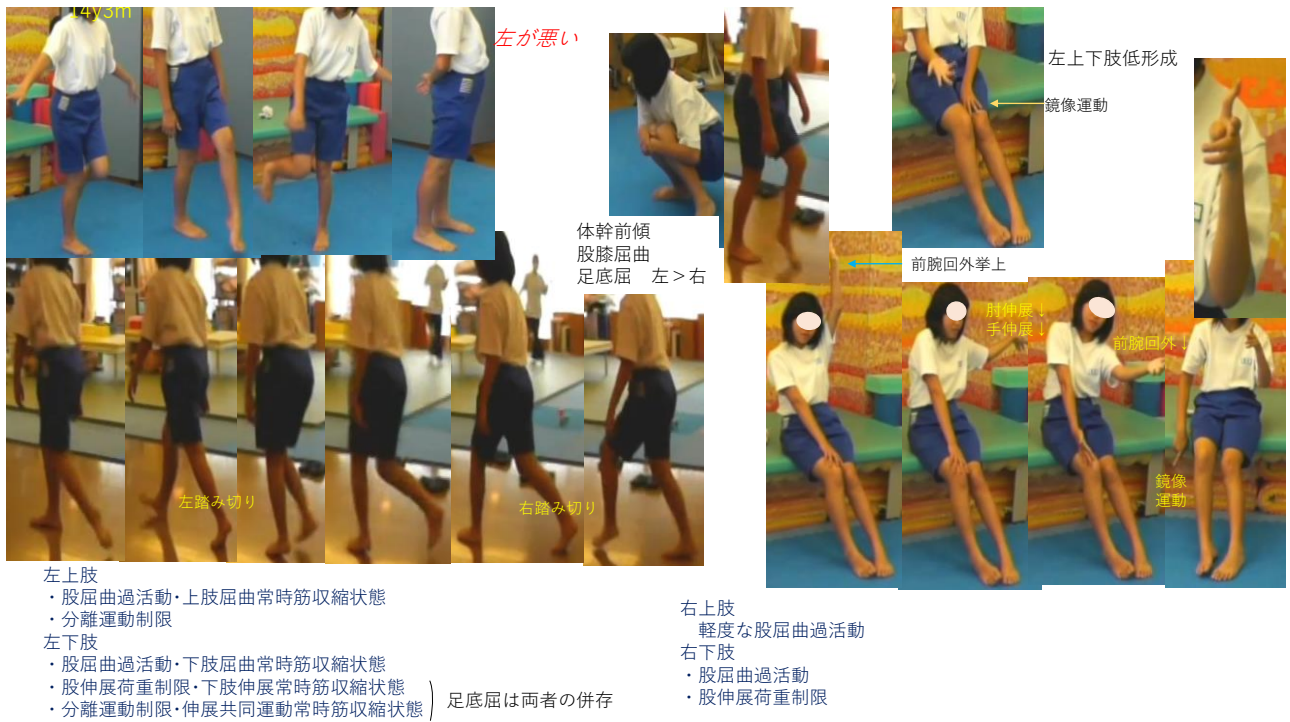 14y3m
左が悪い
左上下肢低形成
鏡像運動
体幹前傾
股膝屈曲
足底屈　左＞右
前腕回外挙上
肘伸展↓
手伸展↓
前腕回外↓
鏡像
運動
左踏み切り
右踏み切り
左上肢
・股屈曲過活動･上肢屈曲常時筋収縮状態
・分離運動制限
左下肢
・股屈曲過活動･下肢屈曲常時筋収縮状態
・股伸展荷重制限･下肢伸展常時筋収縮状態
・分離運動制限･伸展共同運動常時筋収縮状態
足底屈は両者の併存
右上肢
　軽度な股屈曲過活動
右下肢
・股屈曲過活動
・股伸展荷重制限